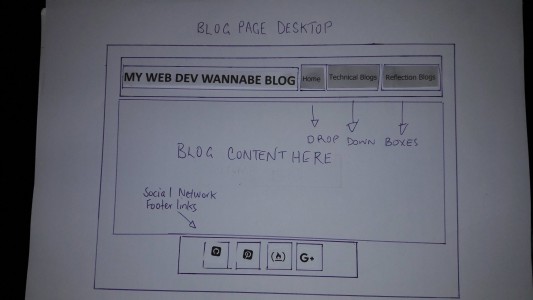 BLOG PAGE DESKTOP
MY WEB DEV WANNABE BLOG
Home
Technical Blogs
Reflection Blogs
DROP DOWN BOXES
BLOG CONTENT HERE
Social Network
Footer links
G+